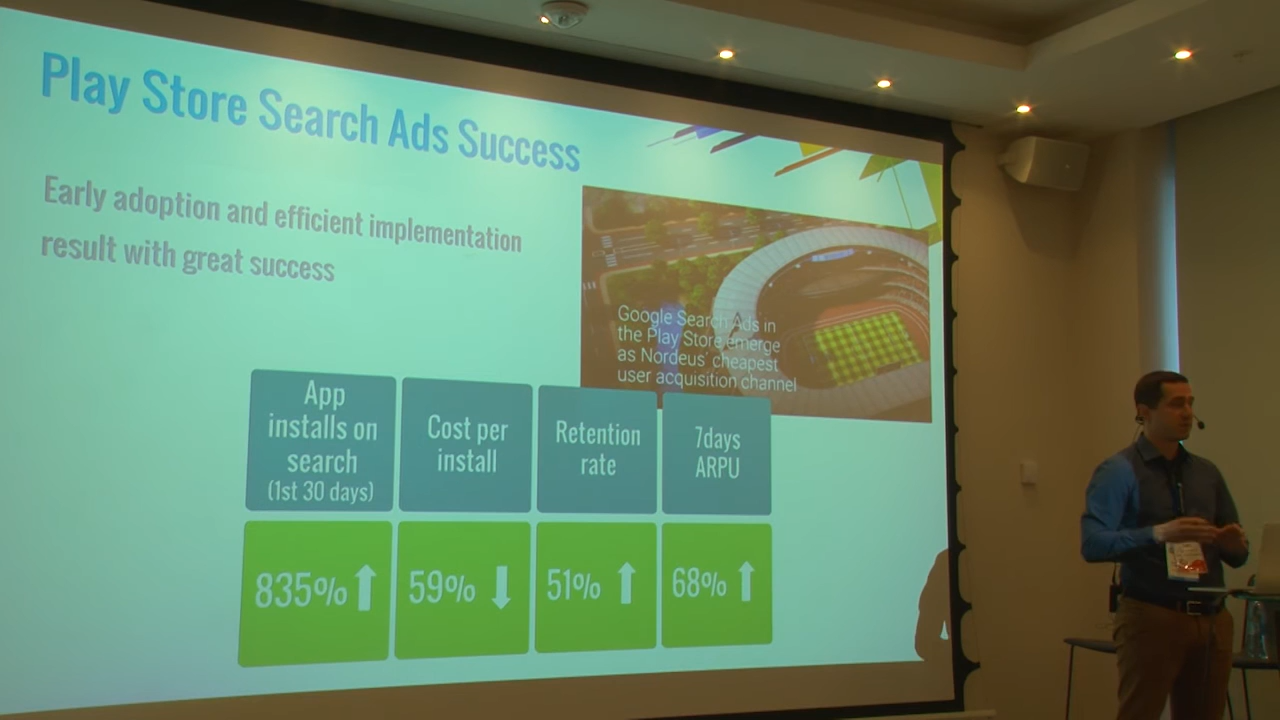 Play Store Search Ads Success
Early adoption and efficient implementation
result with great success
Google Search Ads in
the Play Store emerge
as Nordeus' cheapest
user acquisition channel
App
installs on
search
(1st 30 days)
Cost per
install
Retention
rate
7days
ARPU
835%
59%
51%
68%